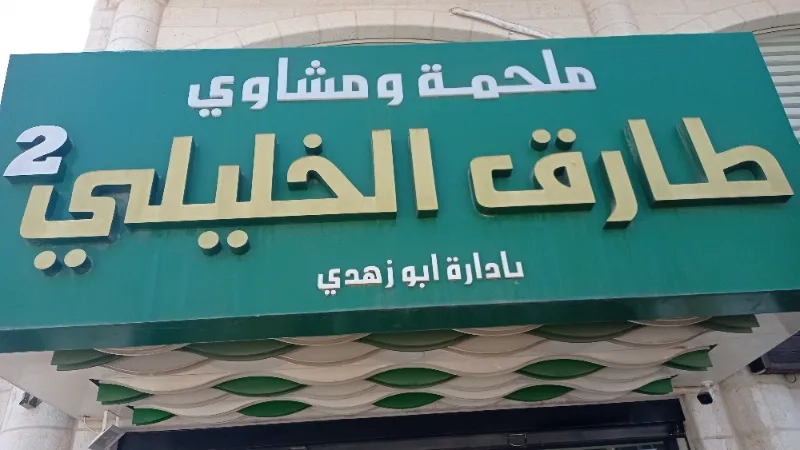 ملحمة ومشاوي
طارق الخليلي 2
بادارة ابو زهدي